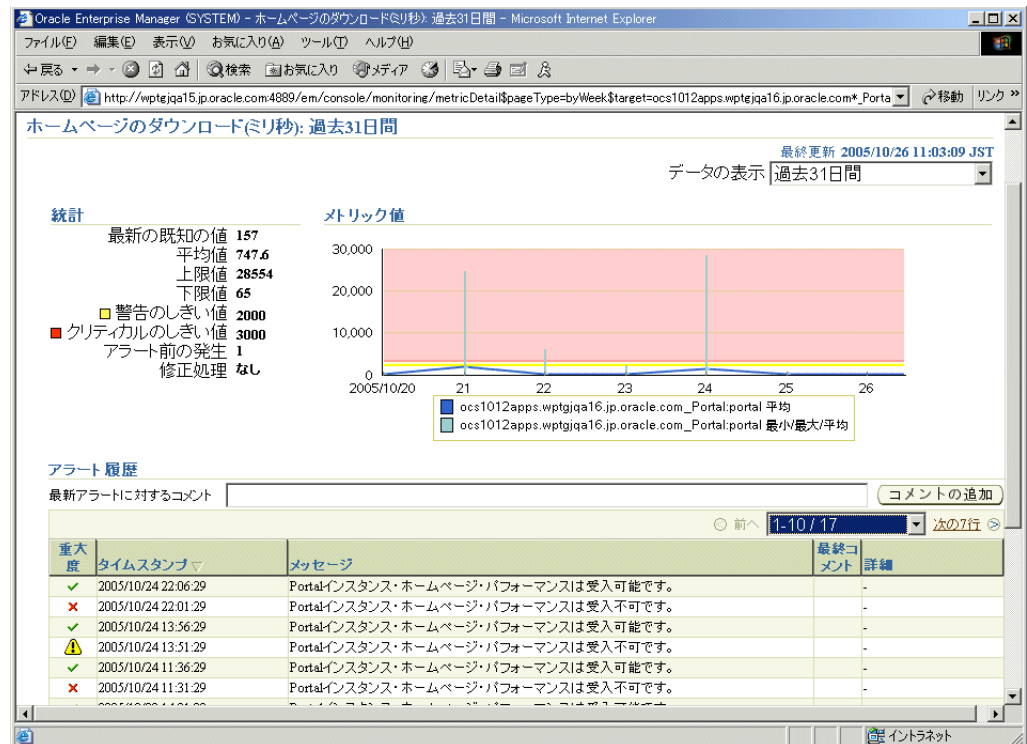 Oracle Enterprise Manager (SYSTEM) - ホームページのダウンロード(ミリ秒): 過去31日間 - Microsoft Internet Explorer
ファイル(F) 編集(E) 表示(V) お気に入り(A) ツール(T) ヘルプ(H)
戻る 検索 お気に入り メディア
アドレス(D) http://wptgjqa15.jp.oracle.com:4889/em/console/monitoring/metricDetail$pageType=byWeek$target=ocs1012apps.wptgjqa16.jp.oracle.com*_Porta 移動 リンク »
ホームページのダウンロード(ミリ秒): 過去31日間
最終更新 2005/10/26 11:03:09 JST
データの表示 過去31日間
統計
最新の既知の値 157
平均値 747.6
上限値 28554
下限値 65
警告のしきい値 2000
クリティカルのしきい値 3000
アラート前の発生 1
修正処理 なし
メトリック値
30,000
20,000
10,000
0
2005/10/20 21 22 23 24 25 26
ocs1012apps.wptgjqa16.jp.oracle.com_Portal:portal 平均
ocs1012apps.wptgjqa16.jp.oracle.com_Portal:portal 最小/最大/平均
アラート履歴
最新アラートに対するコメント コメントの追加
前へ 1-10 / 17 次の7行
重大度 タイムスタンプ メッセージ 最終コメント 詳細
2005/10/24 22:06:29 Portalインスタンス・ホームページ・パフォーマンスは受入可能です。 -
2005/10/24 22:01:29 Portalインスタンス・ホームページ・パフォーマンスは受入不可です。 -
2005/10/24 13:56:29 Portalインスタンス・ホームページ・パフォーマンスは受入可能です。 -
2005/10/24 13:51:29 Portalインスタンス・ホームページ・パフォーマンスは受入不可です。 -
2005/10/24 11:36:29 Portalインスタンス・ホームページ・パフォーマンスは受入可能です。 -
2005/10/24 11:31:29 Portalインスタンス・ホームページ・パフォーマンスは受入不可です。 -
イントラネット